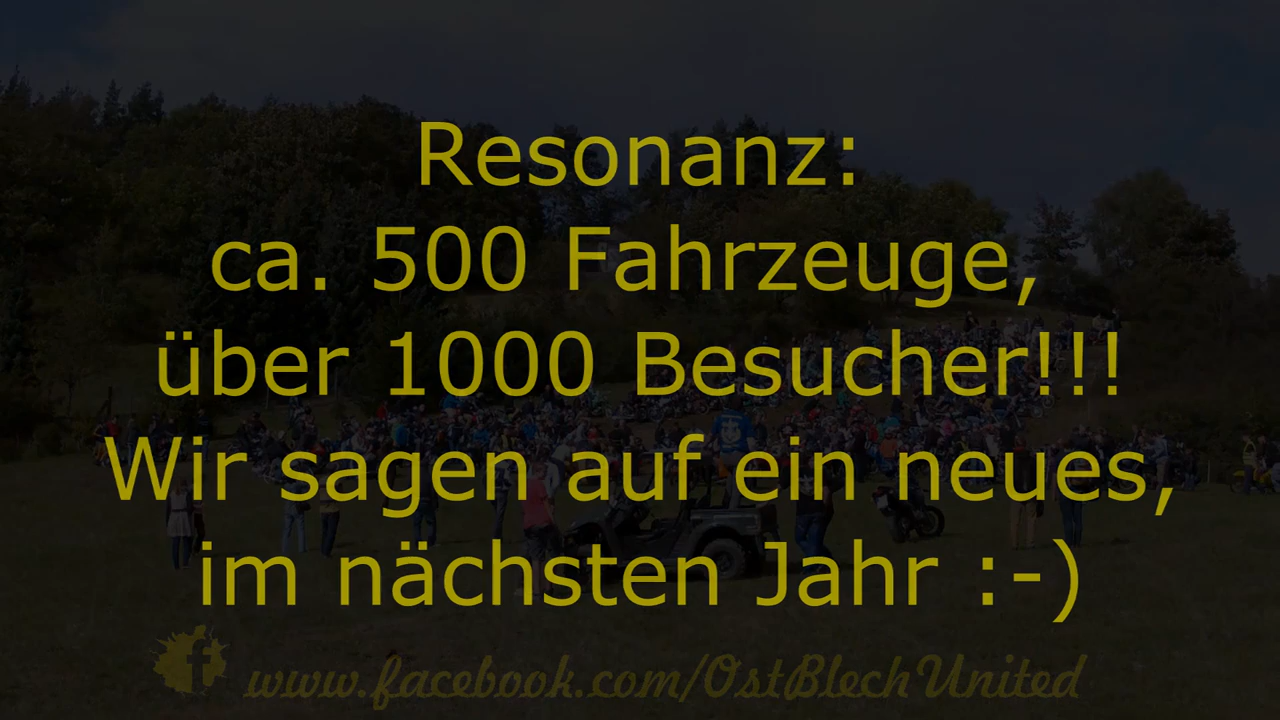 Resonanz:
ca. 500 Fahrzeuge,
über 1000 Besucher!!!
Wir sagen auf ein neues,
im nächsten Jahr :-)
f www.facebook.com/OstBlechUnited